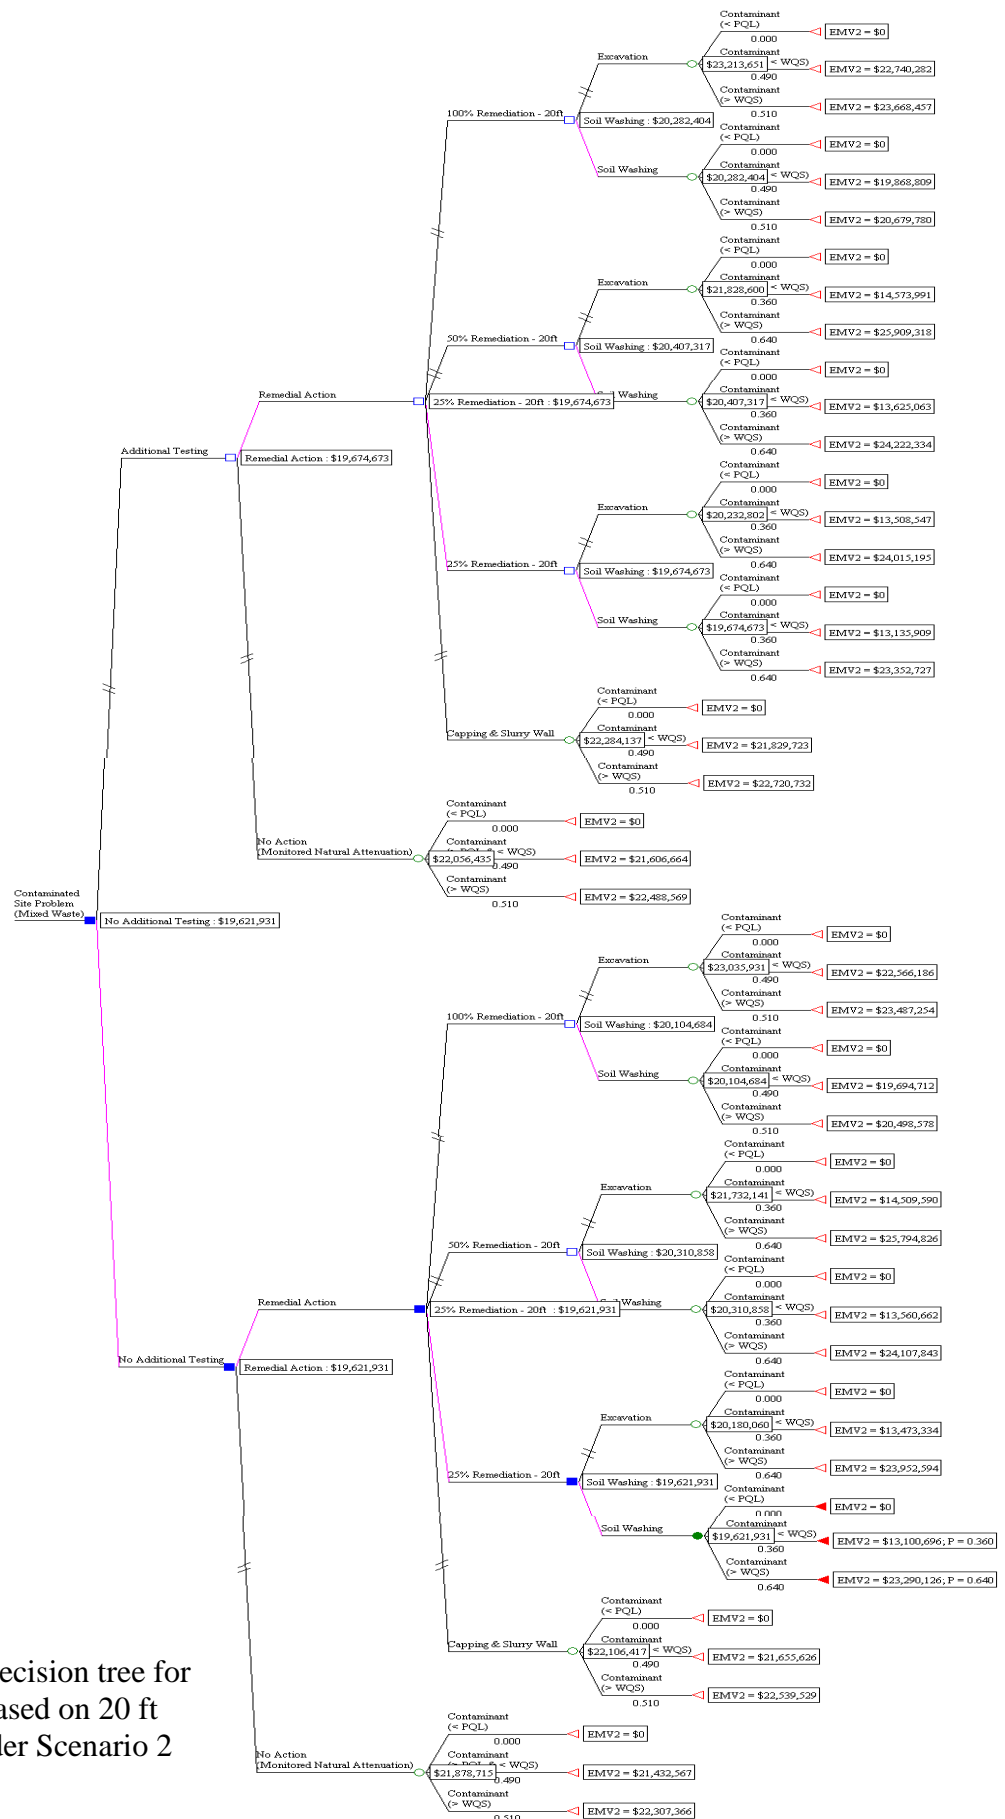 Contaminant
(< PQL)
0.000
EMV2 = $0
Excavation
Contaminant
$23,213,651
< WQS)
0.490
EMV2 = $22,740,282
Contaminant
(> WQS)
0.510
EMV2 = $23,668,457
100% Remediation - 20ft
Soil Washing : $20,282,404
Contaminant
(< PQL)
0.000
EMV2 = $0
Soil Washing
Contaminant
$20,282,404
< WQS)
0.490
EMV2 = $19,868,809
Contaminant
(> WQS)
0.510
EMV2 = $20,679,780
Contaminant
(< PQL)
0.000
EMV2 = $0
Excavation
Contaminant
$21,828,600
< WQS)
0.360
EMV2 = $14,573,991
Contaminant
(> WQS)
0.640
EMV2 = $25,909,318
50% Remediation - 20ft
Soil Washing : $20,407,317
Contaminant
(< PQL)
0.000
EMV2 = $0
Remedial Action
25% Remediation - 20ft : $19,674,673
Washing
Contaminant
$20,407,317
< WQS)
0.360
EMV2 = $13,625,063
Contaminant
(> WQS)
0.640
EMV2 = $24,222,334
Additional Testing
Remedial Action : $19,674,673
Contaminant
(< PQL)
0.000
EMV2 = $0
Excavation
Contaminant
$20,232,802
< WQS)
0.360
EMV2 = $13,508,547
Contaminant
(> WQS)
0.640
EMV2 = $24,015,195
25% Remediation - 20ft
Soil Washing : $19,674,673
Contaminant
(< PQL)
0.000
EMV2 = $0
Soil Washing
Contaminant
$19,674,673
< WQS)
0.360
EMV2 = $13,135,909
Contaminant
(> WQS)
0.640
EMV2 = $23,352,727
Contaminant
(< PQL)
0.000
EMV2 = $0
Capping & Slurry Wall
Contaminant
$22,284,137
< WQS)
0.490
EMV2 = $21,829,723
Contaminant
(> WQS)
0.510
EMV2 = $22,720,732
Contaminant
(< PQL)
0.000
EMV2 = $0
No Action
(Monitored Natural Attenuation)
Contaminant
< WQS)
$22,056,435
0.490
EMV2 = $21,606,664
Contaminant
(> WQS)
0.510
EMV2 = $22,488,569
Contaminated
Site Problem
(Mixed Waste)
No Additional Testing : $19,621,931
Contaminant
(< PQL)
0.000
EMV2 = $0
Excavation
Contaminant
$23,035,931
< WQS)
0.490
EMV2 = $22,566,186
Contaminant
(> WQS)
0.510
EMV2 = $23,487,254
100% Remediation - 20ft
Soil Washing : $20,104,684
Contaminant
(< PQL)
0.000
EMV2 = $0
Soil Washing
Contaminant
$20,104,684
< WQS)
0.490
EMV2 = $19,694,712
Contaminant
(> WQS)
0.510
EMV2 = $20,498,578
Contaminant
(< PQL)
0.000
EMV2 = $0
Excavation
Contaminant
$21,732,141
< WQS)
0.360
EMV2 = $14,509,590
Contaminant
(> WQS)
0.640
EMV2 = $25,794,826
50% Remediation - 20ft
Soil Washing : $20,310,858
Contaminant
(< PQL)
0.000
EMV2 = $0
Remedial Action
25% Remediation - 20ft : $19,621,931
Washing
Contaminant
$20,310,858
< WQS)
0.360
EMV2 = $13,560,662
Contaminant
(> WQS)
0.640
EMV2 = $24,107,843
No Additional Testing
Remedial Action : $19,621,931
Contaminant
(< PQL)
0.000
EMV2 = $0
Excavation
Contaminant
$20,180,060
< WQS)
0.360
EMV2 = $13,473,334
Contaminant
(> WQS)
0.640
EMV2 = $23,952,594
25% Remediation - 20ft
Soil Washing : $19,621,931
Contaminant
(< PQL)
0.000
EMV2 = $0
Soil Washing
Contaminant
$19,621,931
< WQS)
0.360
EMV2 = $13,100,696; P = 0.360
Contaminant
(> WQS)
0.640
EMV2 = $23,290,126; P = 0.640
Contaminant
(< PQL)
0.000
EMV2 = $0
Capping & Slurry Wall
Contaminant
$22,106,417
< WQS)
0.490
EMV2 = $21,655,626
Contaminant
(> WQS)
0.510
EMV2 = $22,539,529
ecision tree for
ased on 20 ft
ler Scenario 2
Contaminant
(< PQL)
0.000
EMV2 = $0
No Action
(Monitored Natural Attenuation)
Contaminant
< WQS)
$21,878,715
0.490
EMV2 = $21,432,567
Contaminant
(> WQS)
0.510
EMV2 = $22,307,366